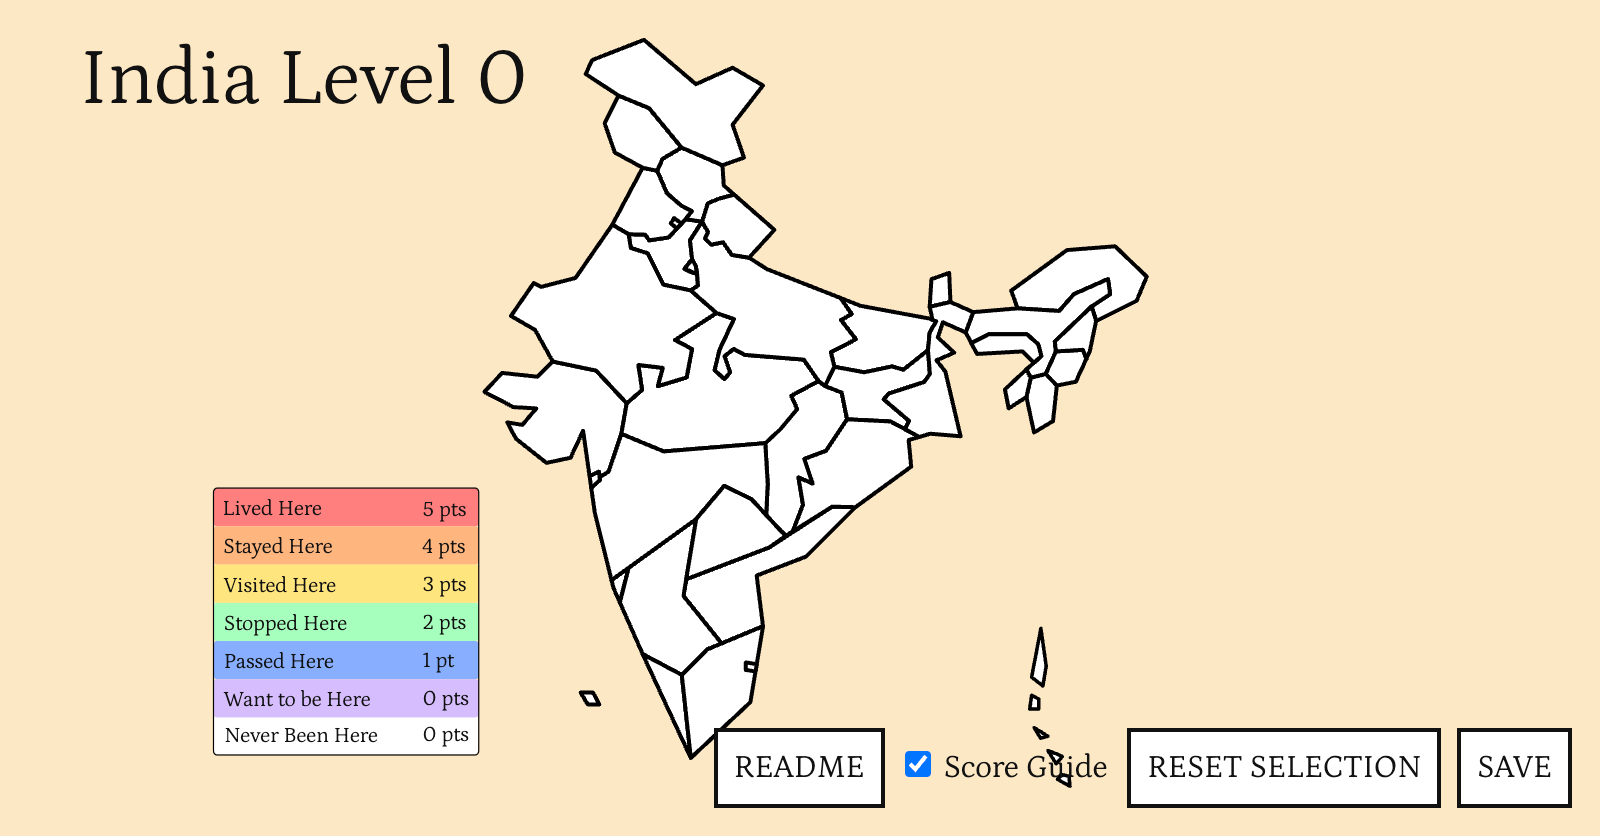 India Level 0
Lived Here 5 pts
Stayed Here 4 pts
Visited Here 3 pts
Stopped Here 2 pts
Passed Here 1 pt
Want to be Here 0 pts
Never Been Here 0 pts
README Score Guide RESET SELECTION SAVE